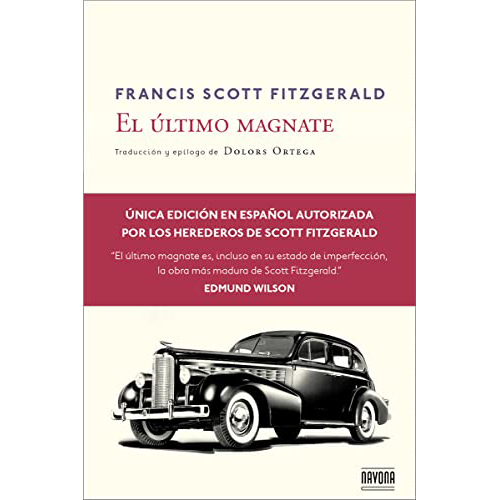 FRANCIS SCOTT FITZGERALD
EL ÚLTIMO MAGNATE
Traducción y epílogo de DOLORS ORTEGA
ÚNICA EDICIÓN EN ESPAÑOL AUTORIZADA
POR LOS HEREDEROS DE SCOTT FITZGERALD
“El último magnate es, incluso en su estado de imperfección,
la obra más madura de Scott Fitzgerald.”
EDMUND WILSON
NAVONA